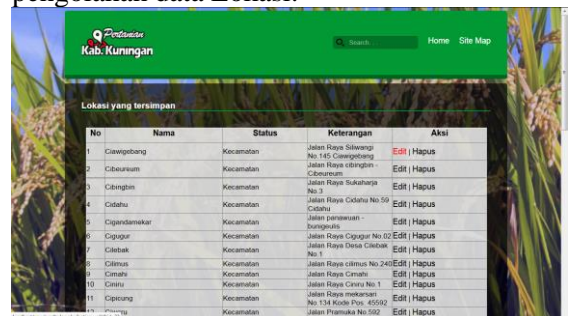 pengolahan data Lokasi.
Pertanian
Kab. Kuningan
Search
Home Site Map
Lokasi yang tersimpan
No Nama Status Keterangan Aksi
1 Ciawigebang Kecamatan Jalan Raya Siliwangi No.145 Ciawigebang Edit | Hapus
2 Cibeureum Kecamatan Jalan Raya cibingbin - Cibeureum Edit | Hapus
3 Cibingbin Kecamatan Jalan Raya Sukaharja No.3 Edit | Hapus
4 Cidahu Kecamatan Jalan Raya Cidahu No.59 Cidahu Edit | Hapus
5 Cigandamekar Kecamatan Jalan panawuan - bunigeulis Edit | Hapus
6 Cigugur Kecamatan Jalan Raya Cigugur No.02 Edit | Hapus
7 Cilebak Kecamatan Jalan Raya Desa Cilebak No.1 Edit | Hapus
8 Cilimus Kecamatan Jalan Raya cilimus No.240 Edit | Hapus
9 Cimahi Kecamatan Jalan Raya Cimahi Edit | Hapus
10 Ciniru Kecamatan Jalan Raya Ciniru No.1 Edit | Hapus
11 Cipicung Kecamatan Jalan Raya mekarsari No.134 Kode Pos. 45592 Edit | Hapus
Kecamatan Jalan Pramuka No.592 Edit | Hapus